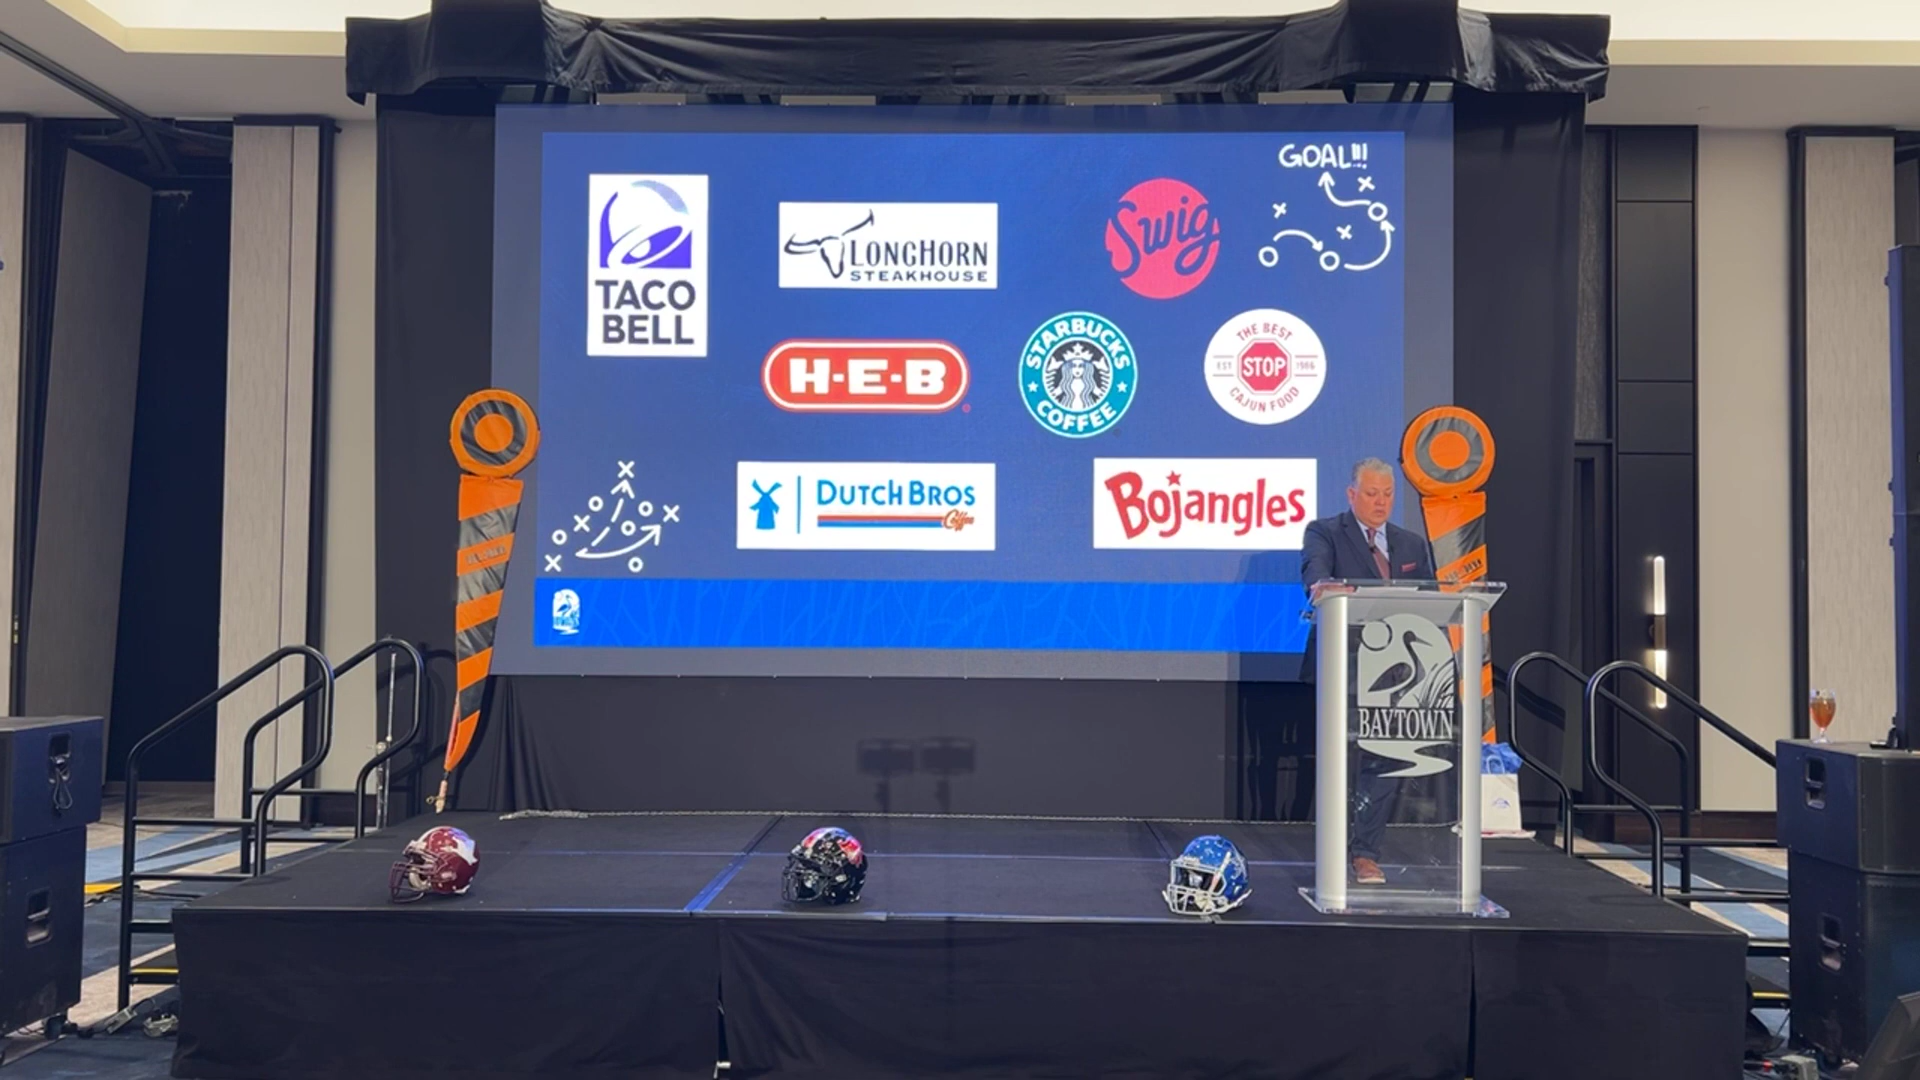 GOAL!!!
TACO
BELL
LONGHORN
STEAKHOUSE
Swig
H-E-B
STARBUCKS
COFFEE
THE BEST
EST STOP 1986
CAJUN FOOD
DUTCH BROS
Coffee
Bojangles
BAYTOWN